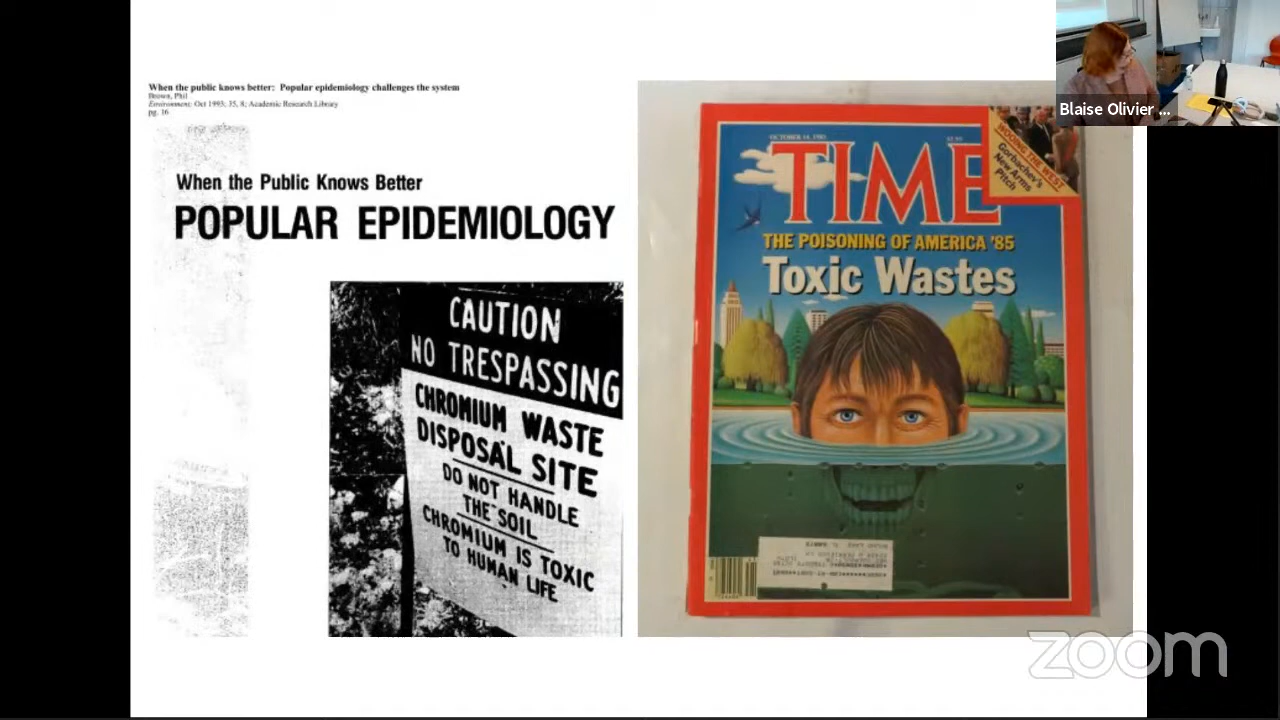 When the public knows better: Popular epidemiology challenges the system
Brown, Phil
Environment; Oct 1993; 35, 8; Academic Research Library
pg. 16
When the Public Knows Better
POPULAR EPIDEMIOLOGY
CAUTION
NO TRESPASSING
CHROMIUM WASTE
DISPOSAL SITE
DO NOT HANDLE
THE SOIL
CHROMIUM IS TOXIC
TO HUMAN LIFE
OCTOBER 14, 1985
TIME
WOOING THE WEST
Gorbachev's
New Arms
Pitch
THE POISONING OF AMERICA '85
Toxic Wastes
Blaise Olivier ...
zoom